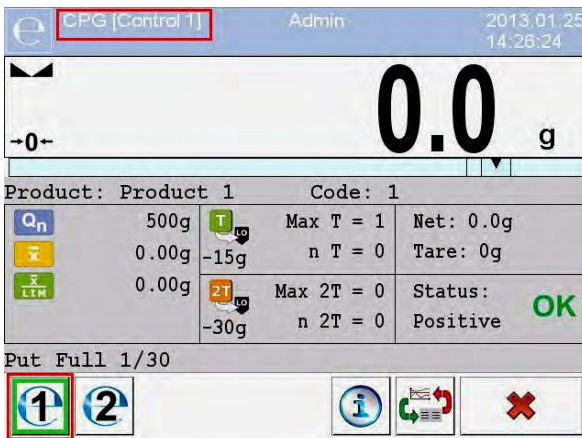 e CPG [Control 1] Admin 2013.01.25
14:26:24
0.0 g
→0←
Product: Product 1 Code: 1
Qn 500g T LO -15g Max T = 1 Net: 0.0g
x̄ 0.00g n T = 0 Tare: 0g
x̄ LIM 0.00g 2T LO -30g Max 2T = 0 Status: OK
n 2T = 0 Positive
Put Full 1/30
1 2 i